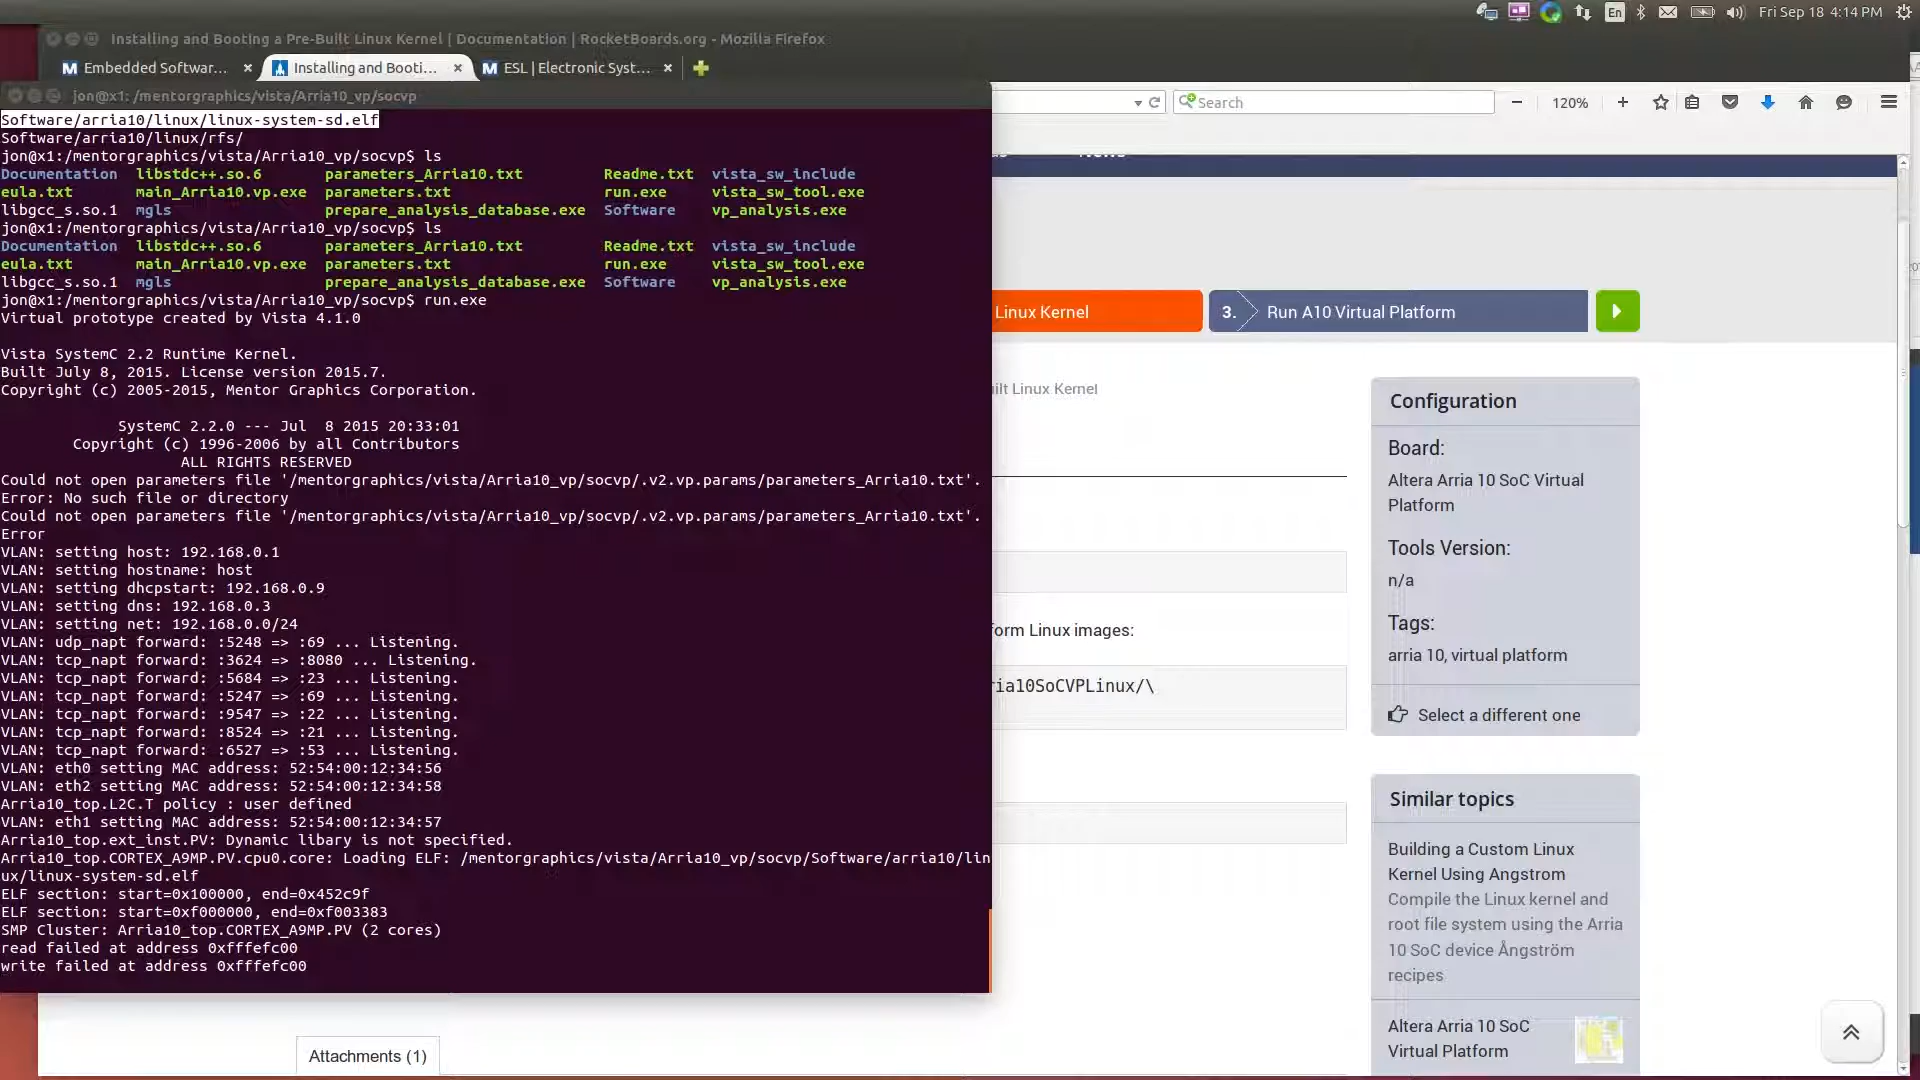 En
Fri Sep 18 4:14 PM
Installing and Booting a Pre-Built Linux Kernel | Documentation | RocketBoards.org - Mozilla Firefox
Embedded Softwar...
Installing and Booti...
ESL | Electronic Syst...
jon@x1: /mentorgraphics/vista/Arria10_vp/socvp
Search
120%
Software/arria10/linux/linux-system-sd.elf
Software/arria10/linux/rfs/
jon@x1:/mentorgraphics/vista/Arria10_vp/socvp$ ls
Documentation libstdc++.so.6 parameters_Arria10.txt Readme.txt vista_sw_include
eula.txt main_Arria10.vp.exe parameters.txt run.exe vista_sw_tool.exe
libgcc_s.so.1 mgls prepare_analysis_database.exe Software vp_analysis.exe
jon@x1:/mentorgraphics/vista/Arria10_vp/socvp$ ls
Documentation libstdc++.so.6 parameters_Arria10.txt Readme.txt vista_sw_include
eula.txt main_Arria10.vp.exe parameters.txt run.exe vista_sw_tool.exe
libgcc_s.so.1 mgls prepare_analysis_database.exe Software vp_analysis.exe
jon@x1:/mentorgraphics/vista/Arria10_vp/socvp$ run.exe
Virtual prototype created by Vista 4.1.0
Vista SystemC 2.2 Runtime Kernel.
Built July 8, 2015. License version 2015.7.
Copyright (c) 2005-2015, Mentor Graphics Corporation.
SystemC 2.2.0 --- Jul 8 2015 20:33:01
Copyright (c) 1996-2006 by all Contributors
ALL RIGHTS RESERVED
Could not open parameters file '/mentorgraphics/vista/Arria10_vp/socvp/.v2.vp.params/parameters_Arria10.txt'.
Error: No such file or directory
Could not open parameters file '/mentorgraphics/vista/Arria10_vp/socvp/.v2.vp.params/parameters_Arria10.txt'.
Error
VLAN: setting host: 192.168.0.1
VLAN: setting hostname: host
VLAN: setting dhcpstart: 192.168.0.9
VLAN: setting dns: 192.168.0.3
VLAN: setting net: 192.168.0.0/24
VLAN: udp_napt forward: :5248 => :69 ... Listening.
VLAN: tcp_napt forward: :3624 => :8080 ... Listening.
VLAN: tcp_napt forward: :5684 => :23 ... Listening.
VLAN: tcp_napt forward: :5247 => :69 ... Listening.
VLAN: tcp_napt forward: :9547 => :22 ... Listening.
VLAN: tcp_napt forward: :8524 => :21 ... Listening.
VLAN: tcp_napt forward: :6527 => :53 ... Listening.
VLAN: eth0 setting MAC address: 52:54:00:12:34:56
VLAN: eth2 setting MAC address: 52:54:00:12:34:58
Arria10_top.L2C.T policy : user defined
VLAN: eth1 setting MAC address: 52:54:00:12:34:57
Arria10_top.ext_inst.PV: Dynamic libary is not specified.
Arria10_top.CORTEX_A9MP.PV.cpu0.core: Loading ELF: /mentorgraphics/vista/Arria10_vp/socvp/Software/arria10/lin
ux/linux-system-sd.elf
ELF section: start=0x100000, end=0x452c9f
ELF section: start=0xf000000, end=0xf003383
SMP Cluster: Arria10_top.CORTEX_A9MP.PV (2 cores)
read failed at address 0xfffefc00
write failed at address 0xfffefc00
Linux Kernel
3. Run A10 Virtual Platform
ilt Linux Kernel
form Linux images:
ria10SoCVPLinux/\
Configuration
Board:
Altera Arria 10 SoC Virtual
Platform
Tools Version:
n/a
Tags:
arria 10, virtual platform
Select a different one
Similar topics
Building a Custom Linux
Kernel Using Angstrom
Compile the Linux kernel and
root file system using the Arria
10 SoC device Ångström
recipes
Altera Arria 10 SoC
Virtual Platform
Attachments (1)